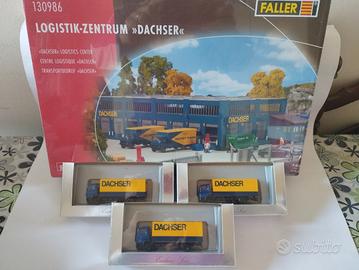 130986
FALLER
LOGISTIK-ZENTRUM »DACHSER«
»DACHSER« LOGISTICS CENTER
CENTRE LOGISTIQUE »DACHSER«
TRANSPORTBEDRIJF »DACHSER«
DACHSER
DACHSER
DACHSER
DACHSER
DACHSER
subito